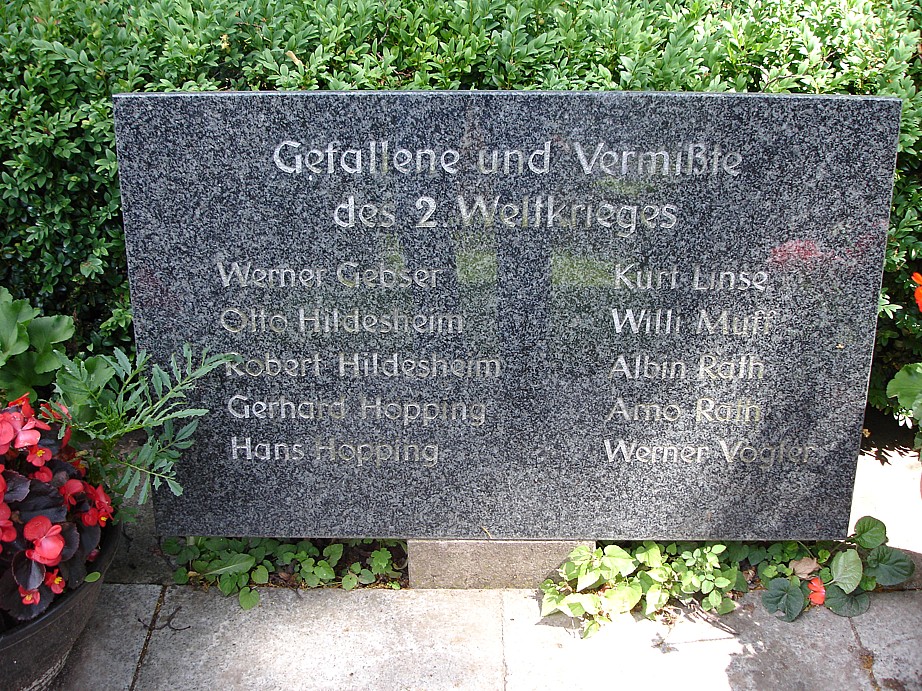 Gefallene und Vermißte
des 2. Weltkrieges
Werner Gebser
Otto Hildesheim
Robert Hildesheim
Gerhard Hopping
Hans Hopping
Kurt Linse
Willi Muff
Albin Rath
Arno Rath
Werner Vogler